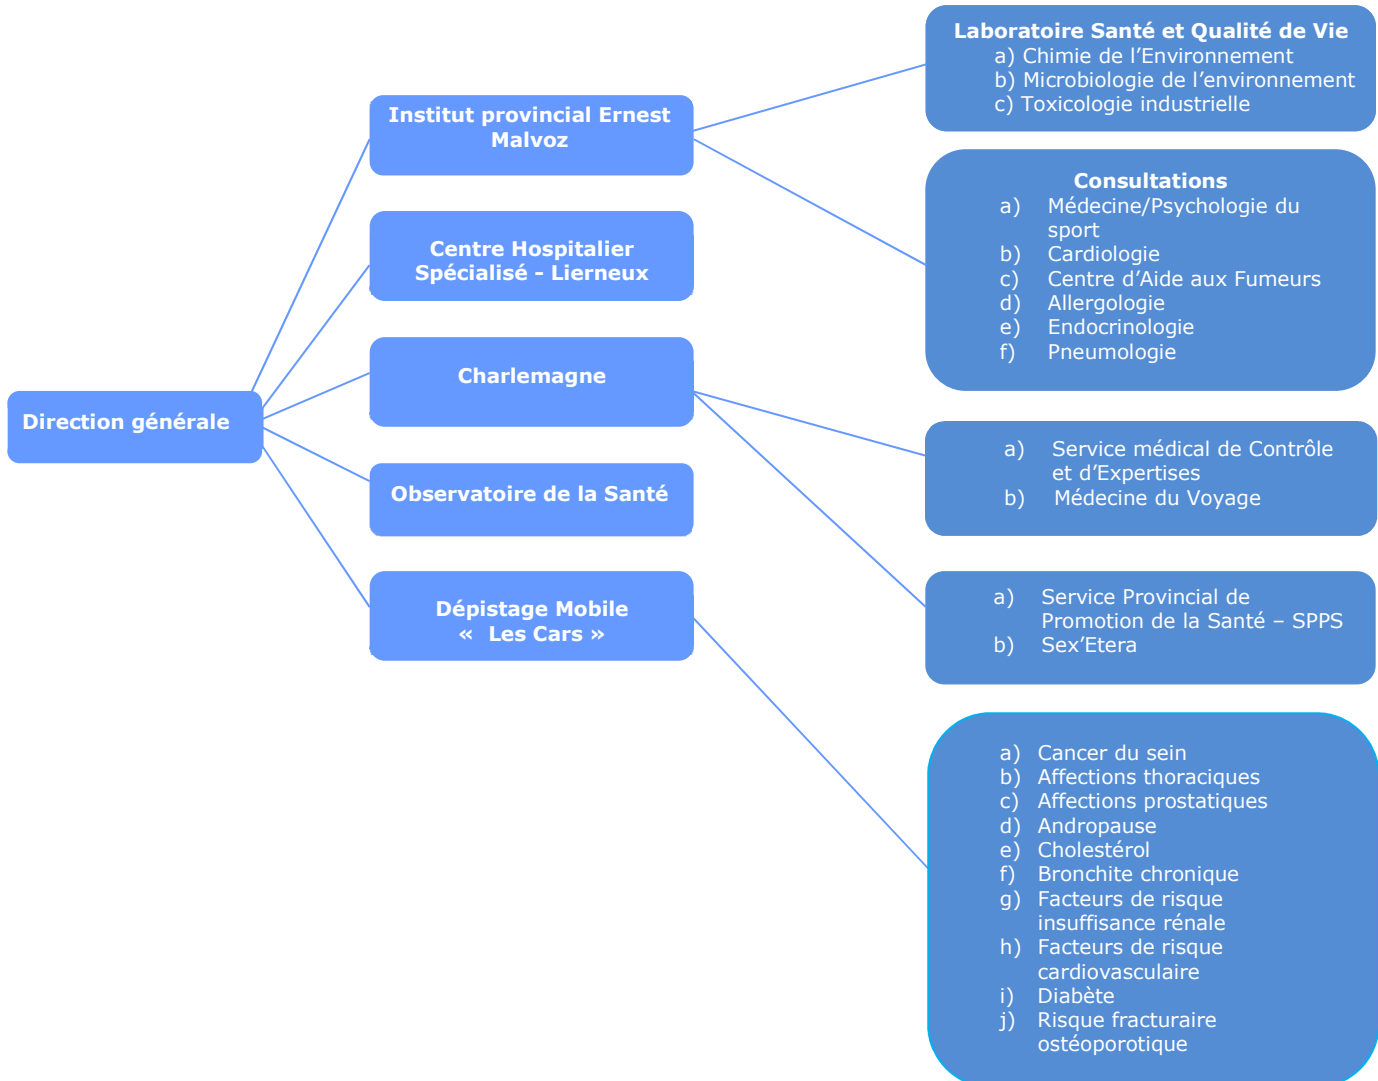 Direction générale
Institut provincial Ernest
Malvoz
Centre Hospitalier
Spécialisé – Lierneux
Charlemagne
Observatoire de la Santé
Dépistage Mobile
« Les Cars »
Laboratoire Santé et Qualité de Vie
a) Chimie de l’Environnement
b) Microbiologie de l’environnement
c) Toxicologie industrielle
Consultations
a) Médecine/Psychologie du
sport
b) Cardiologie
c) Centre d’Aide aux Fumeurs
d) Allergologie
e) Endocrinologie
f) Pneumologie
a) Service médical de Contrôle
et d’Expertises
b) Médecine du Voyage
a) Service Provincial de
Promotion de la Santé – SPPS
b) Sex’Etera
a) Cancer du sein
b) Affections thoraciques
c) Affections prostatiques
d) Andropause
e) Cholestérol
f) Bronchite chronique
g) Facteurs de risque
insuffisance rénale
h) Facteurs de risque
cardiovasculaire
i) Diabète
j) Risque fracturaire
ostéoporotique